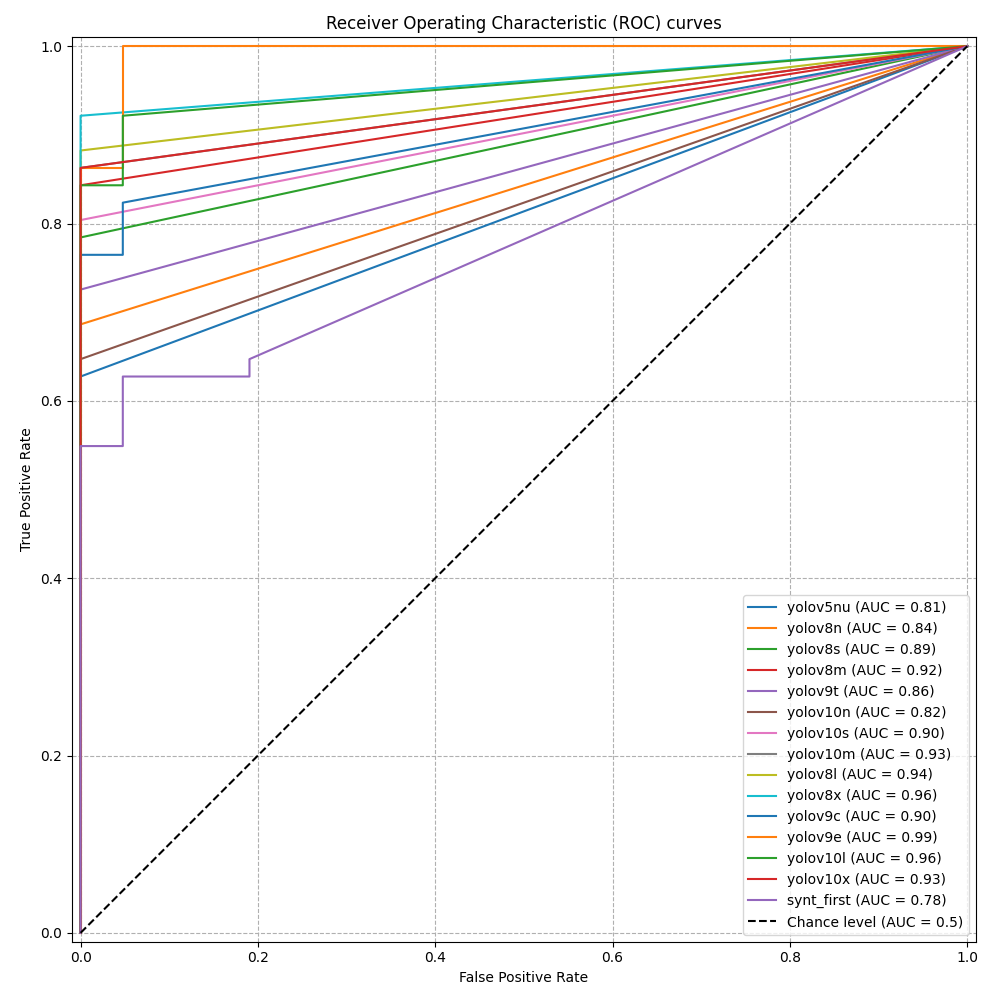 Receiver Operating Characteristic (ROC) curves
1.0
0.8
0.6
0.4
0.2
0.0
True Positive Rate
0.0 0.2 0.4 0.6 0.8 1.0
False Positive Rate
yolov5nu (AUC = 0.81)
yolov8n (AUC = 0.84)
yolov8s (AUC = 0.89)
yolov8m (AUC = 0.92)
yolov9t (AUC = 0.86)
yolov10n (AUC = 0.82)
yolov10s (AUC = 0.90)
yolov10m (AUC = 0.93)
yolov8l (AUC = 0.94)
yolov8x (AUC = 0.96)
yolov9c (AUC = 0.90)
yolov9e (AUC = 0.99)
yolov10l (AUC = 0.96)
yolov10x (AUC = 0.93)
synt_first (AUC = 0.78)
Chance level (AUC = 0.5)